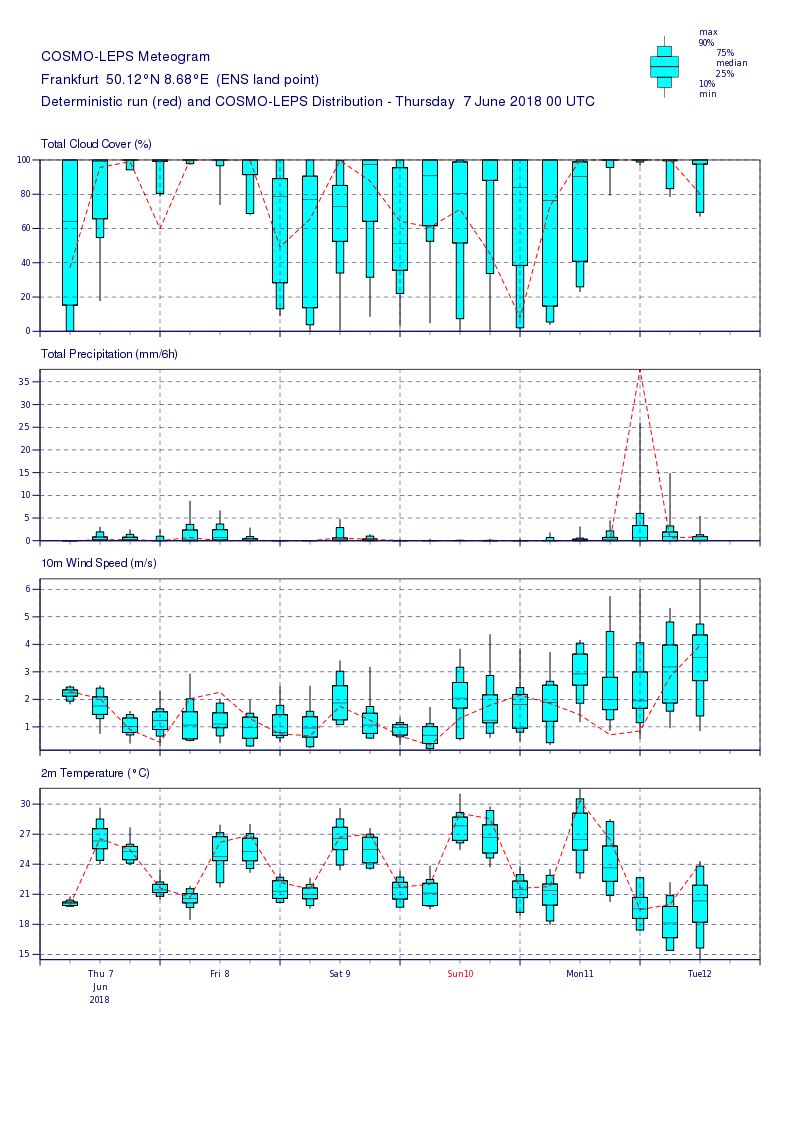 max
90%
75%
median
25%
10%
min
COSMO-LEPS Meteogram
Frankfurt 50.12°N 8.68°E (ENS land point)
Deterministic run (red) and COSMO-LEPS Distribution - Thursday 7 June 2018 00 UTC
Total Cloud Cover (%)
100
80
60
40
20
0
Total Precipitation (mm/6h)
35
30
25
20
15
10
5
0
10m Wind Speed (m/s)
6
5
4
3
2
1
2m Temperature (°C)
30
27
24
21
18
15
Thu 7 Fri 8 Sat 9 Sun10 Mon11 Tue12
Jun
2018